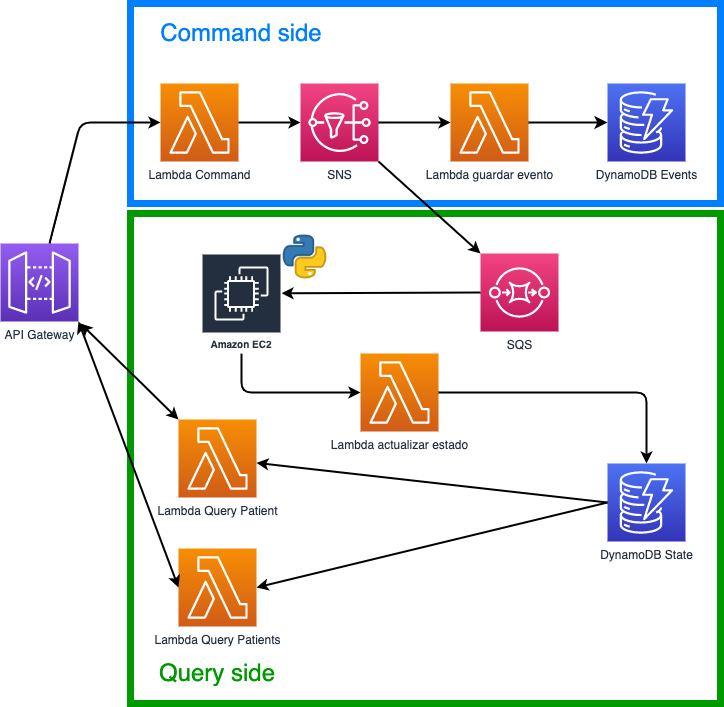 Command side
Lambda Command
SNS
Lambda guardar evento
DynamoDB Events
API Gateway
Amazon EC2
SQS
Lambda actualizar estado
Lambda Query Patient
DynamoDB State
Lambda Query Patients
Query side